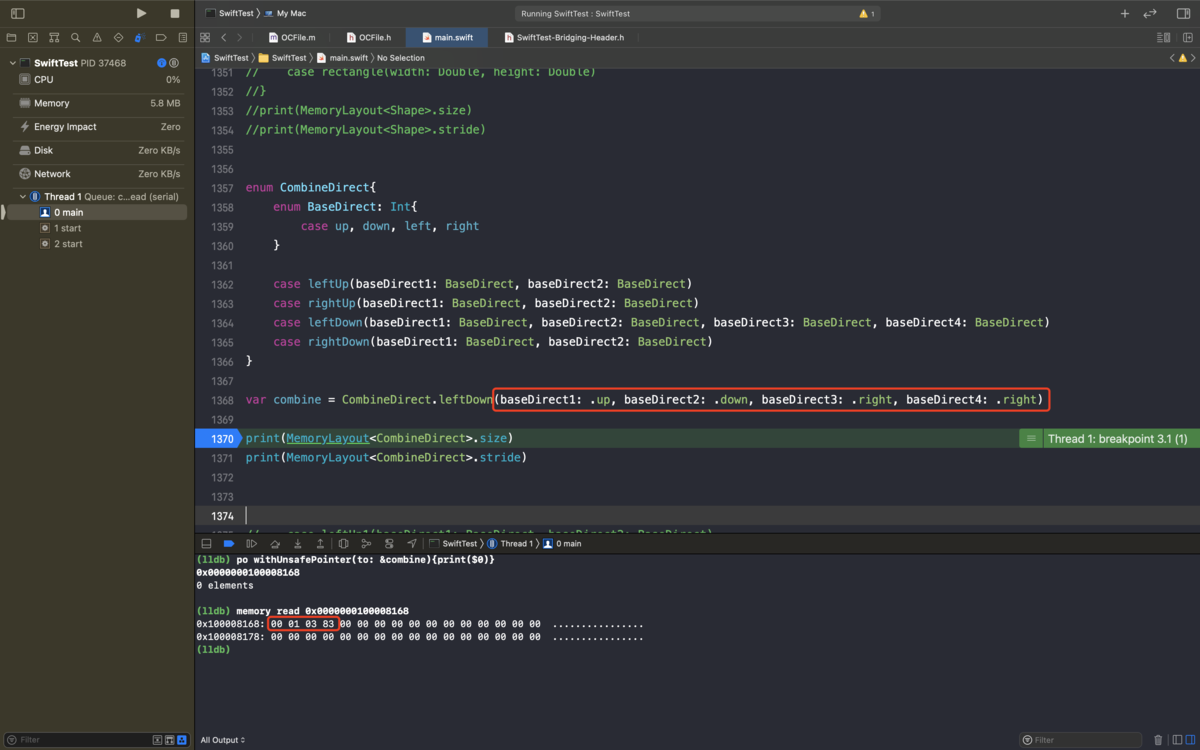 SwiftTest 〉 My Mac
Running SwiftTest : SwiftTest
1
OCFile.m
OCFile.h
main.swift
SwiftTest-Bridging-Header.h
SwiftTest 〉 SwiftTest 〉 main.swift 〉 No Selection
SwiftTest PID 37468
CPU 0%
Memory 5.8 MB
Energy Impact Zero
Disk Zero KB/s
Network Zero KB/s
Thread 1 Queue: c...ead (serial)
0 main
1 start
2 start
Filter
1351 //    case rectangle(width: Double, height: Double)
1352 //}
1353 //print(MemoryLayout<Shape>.size)
1354 //print(MemoryLayout<Shape>.stride)
1355
1356
1357 enum CombineDirect{
1358     enum BaseDirect: Int{
1359         case up, down, left, right
1360     }
1361
1362     case leftUp(baseDirect1: BaseDirect, baseDirect2: BaseDirect)
1363     case rightUp(baseDirect1: BaseDirect, baseDirect2: BaseDirect)
1364     case leftDown(baseDirect1: BaseDirect, baseDirect2: BaseDirect, baseDirect3: BaseDirect, baseDirect4: BaseDirect)
1365     case rightDown(baseDirect1: BaseDirect, baseDirect2: BaseDirect)
1366 }
1367
1368 var combine = CombineDirect.leftDown(baseDirect1: .up, baseDirect2: .down, baseDirect3: .right, baseDirect4: .right)
1369
1370 print(MemoryLayout<CombineDirect>.size) Thread 1: breakpoint 3.1 (1)
1371 print(MemoryLayout<CombineDirect>.stride)
1372
1373
1374
SwiftTest 〉 Thread 1 〉 0 main
(lldb) po withUnsafePointer(to: &combine){print($0)}
0x0000000100008168
0 elements
(lldb) memory read 0x0000000100008168
0x100008168: 00 01 03 83 00 00 00 00 00 00 00 00 00 00 00 00  ................
0x100008178: 00 00 00 00 00 00 00 00 00 00 00 00 00 00 00 00  ................
(lldb)
All Output
Filter